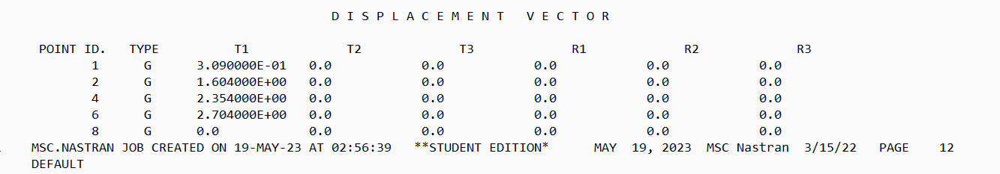 D I S P L A C E M E N T   V E C T O R
POINT ID.   TYPE          T1             T2             T3             R1             R2             R3
1      G      3.090000E-01   0.0            0.0            0.0            0.0            0.0
2      G      1.604000E+00   0.0            0.0            0.0            0.0            0.0
4      G      2.354000E+00   0.0            0.0            0.0            0.0            0.0
6      G      2.704000E+00   0.0            0.0            0.0            0.0            0.0
8      G      0.0            0.0            0.0            0.0            0.0            0.0
MSC.NASTRAN JOB CREATED ON 19-MAY-23 AT 02:56:39   **STUDENT EDITION*      MAY  19, 2023  MSC Nastran  3/15/22   PAGE    12
DEFAULT